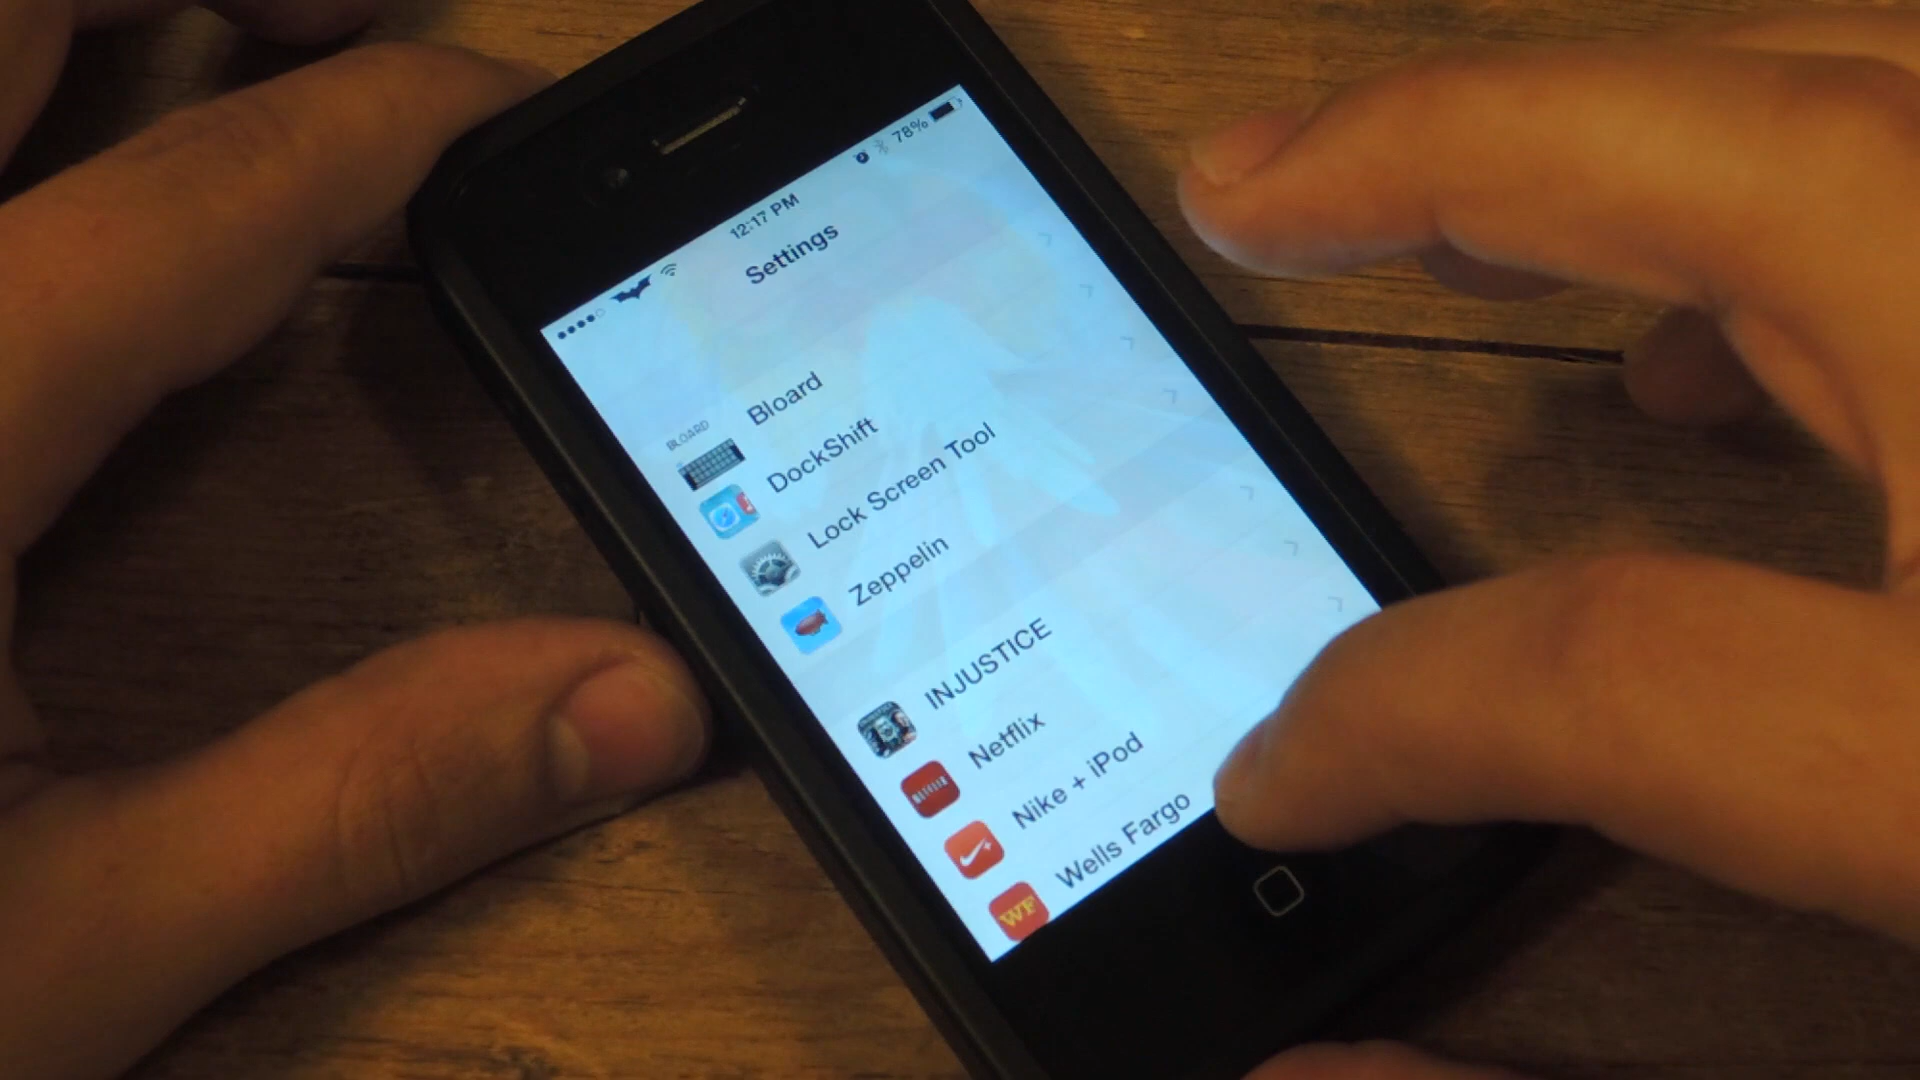 12:17 PM
78%
Settings
BLOARD
Bloard
DockShift
Lock Screen Tool
Zeppelin
INJUSTICE
NETFLIX
Netflix
Nike + iPod
WF
Wells Fargo